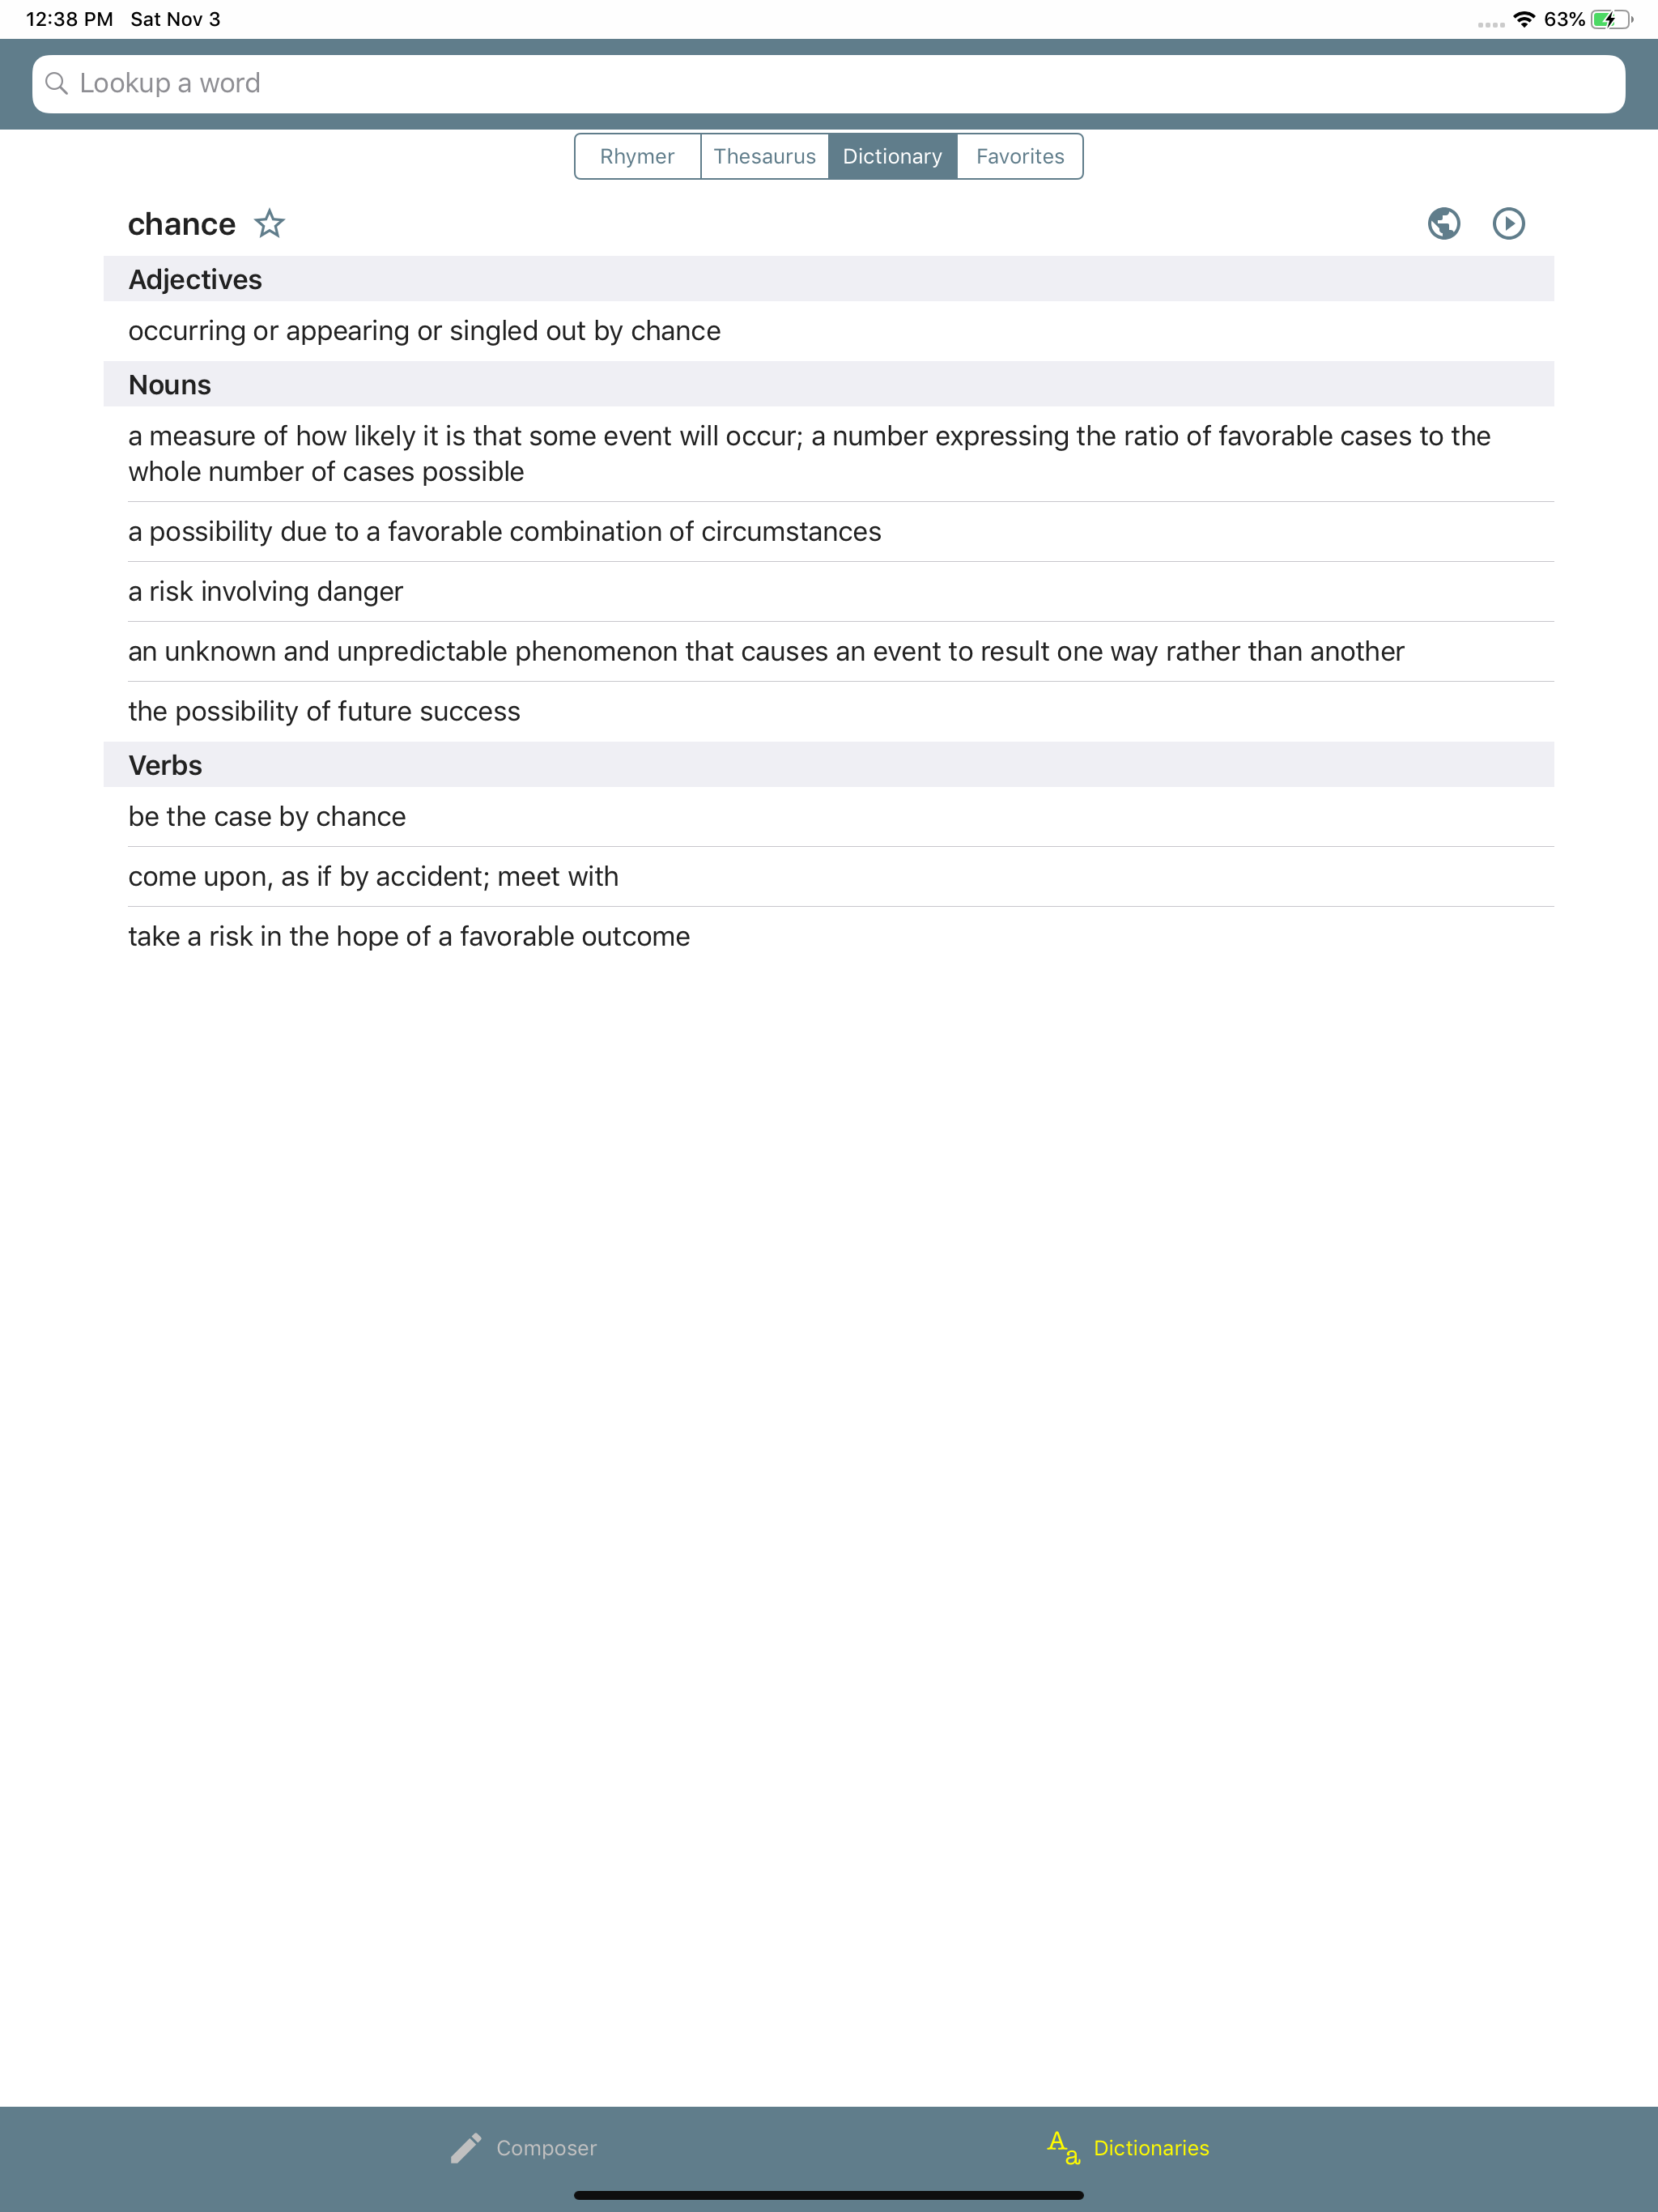 12:38 PM Sat Nov 3 63%
Lookup a word
Rhymer Thesaurus Dictionary Favorites
chance
Adjectives
occurring or appearing or singled out by chance
Nouns
a measure of how likely it is that some event will occur; a number expressing the ratio of favorable cases to the
whole number of cases possible
a possibility due to a favorable combination of circumstances
a risk involving danger
an unknown and unpredictable phenomenon that causes an event to result one way rather than another
the possibility of future success
Verbs
be the case by chance
come upon, as if by accident; meet with
take a risk in the hope of a favorable outcome
Composer Aa Dictionaries